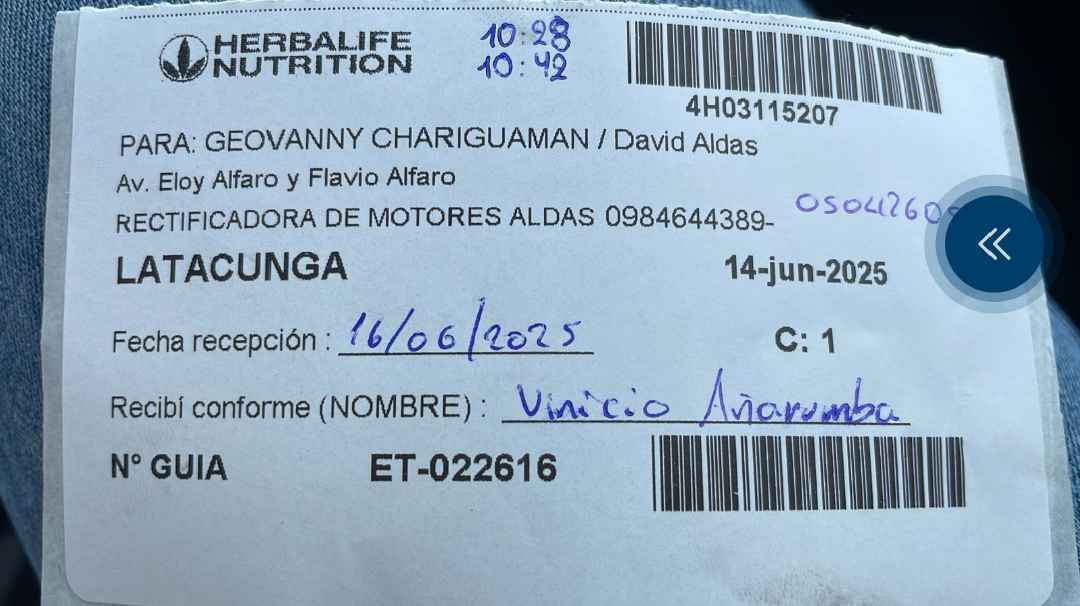 HERBALIFE
NUTRITION
10:28
10:42
4H03115207
PARA: GEOVANNY CHARIGUAMAN / David Aldas
Av. Eloy Alfaro y Flavio Alfaro
RECTIFICADORA DE MOTORES ALDAS 0984644389-
LATACUNGA
14-jun-2025
Fecha recepción : 16/06/2025
C: 1
Recibí conforme (NOMBRE) : Vinicio Añarumba
N° GUIA ET-022616